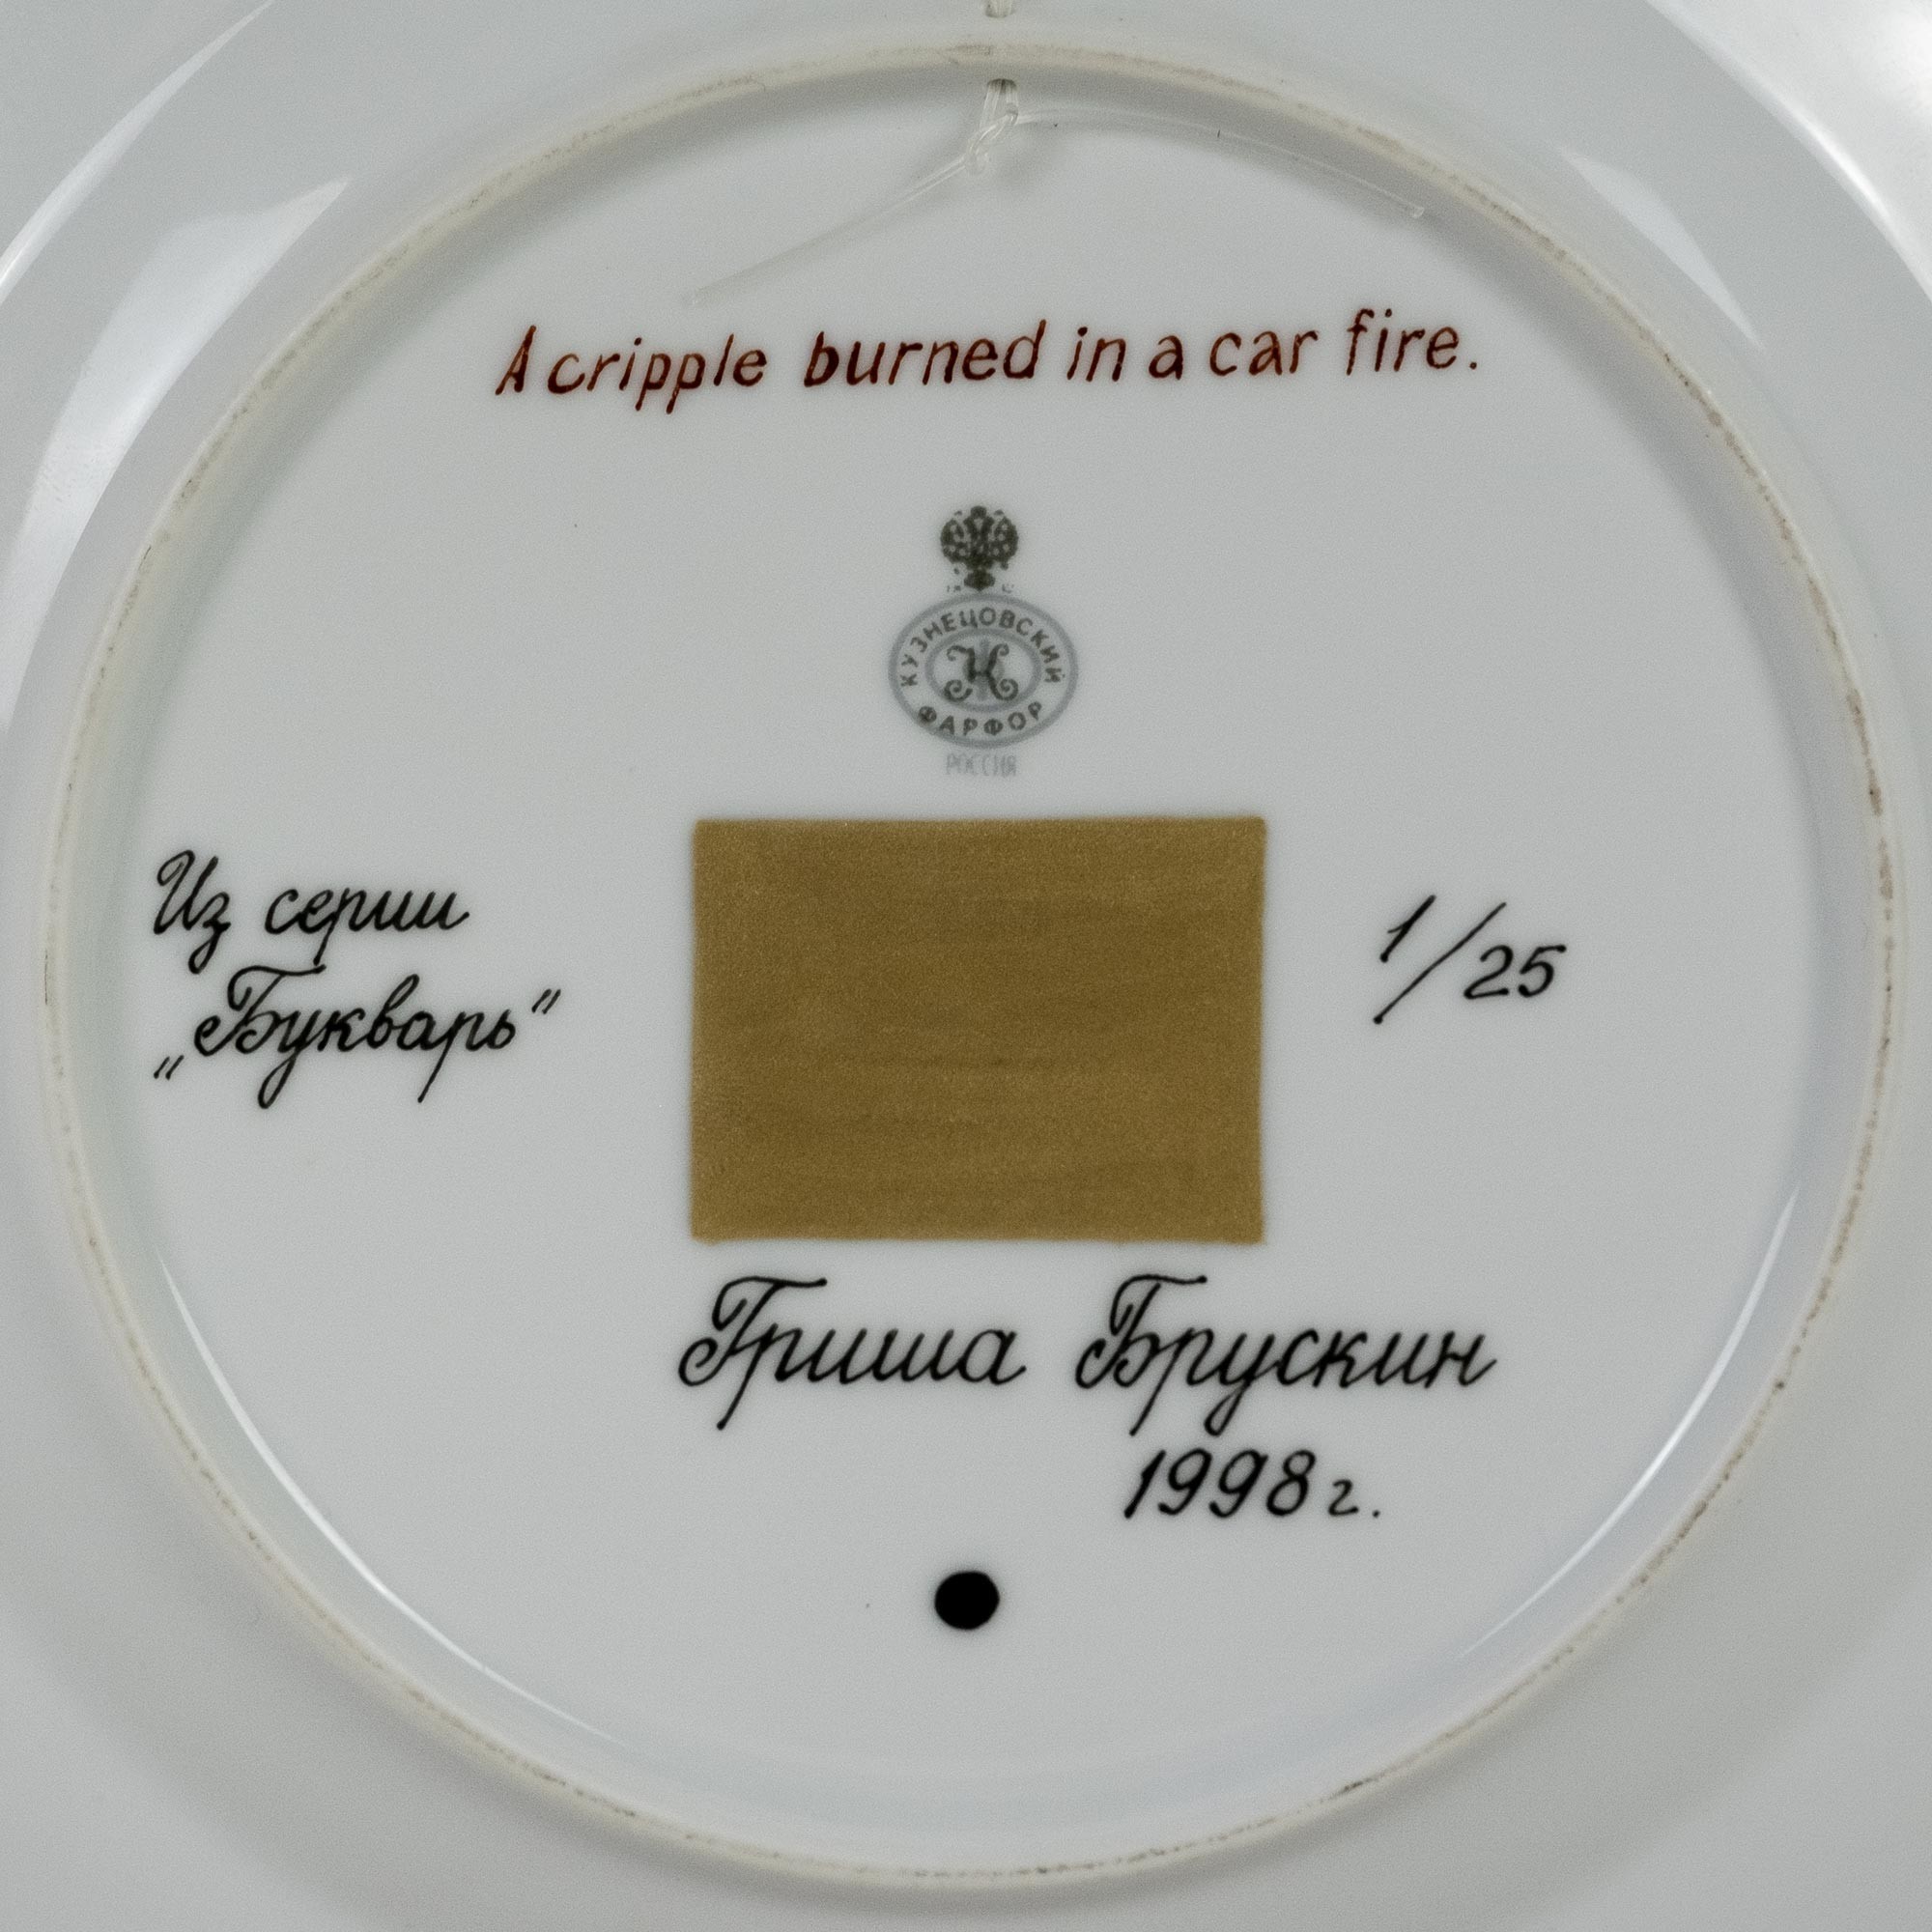 A cripple burned in a car fire.
КУЗНЕЦОВСКИЙ
К
ФАРФОР
РОССИЯ
Из серии
„Букварь"
1/25
Гриша Брускин
1998 г.